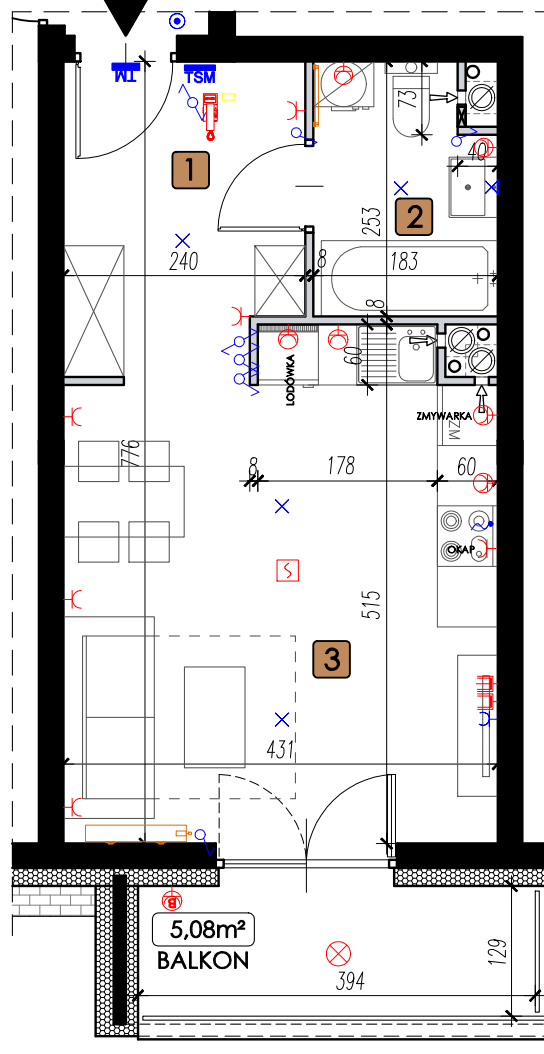 TM
TSM
73
1
40
2
253
240
8
183
8
60
LODÓWKA
ZMYWARKA
ZM
776
8
178
60
OKAP
S
515
3
431
B
5,08m²
BALKON
129
394